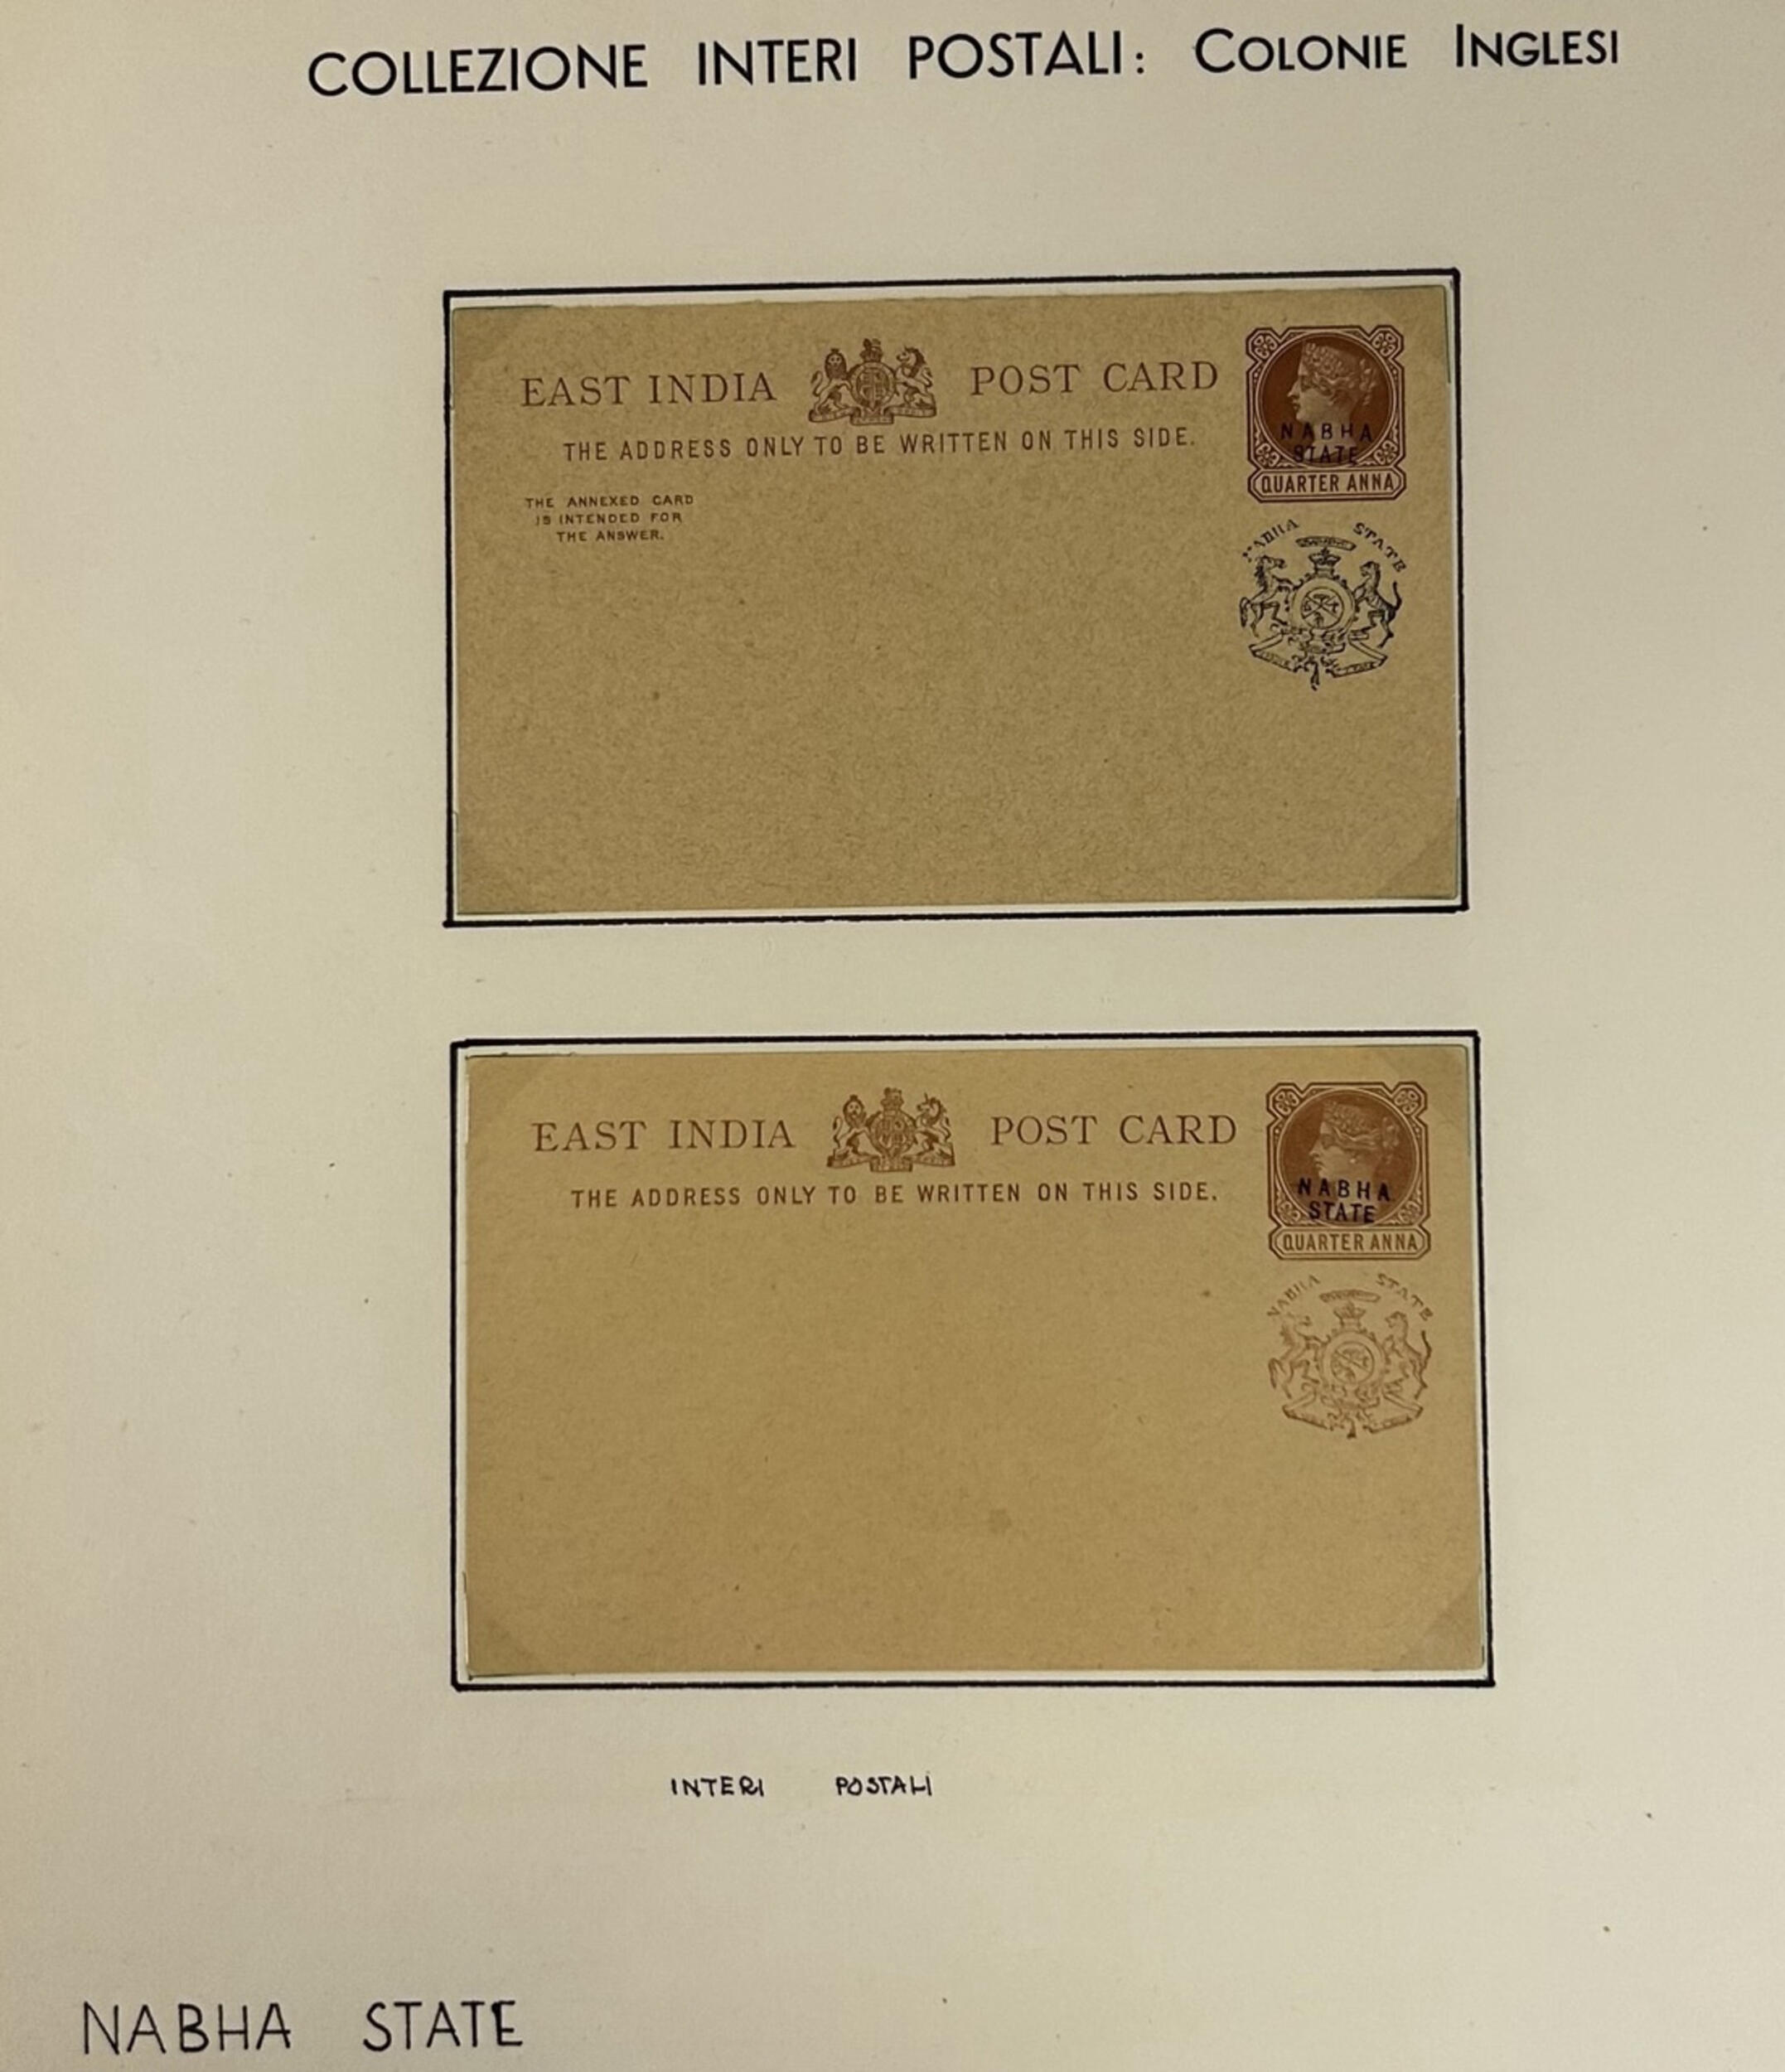 COLLEZIONE INTERI POSTALI: COLONIE INGLESI
EAST INDIA POST CARD
THE ADDRESS ONLY TO BE WRITTEN ON THIS SIDE.
THE ANNEXED CARD
IS INTENDED FOR
THE ANSWER.
NABHA
STATE
QUARTER ANNA
NABHA STATE
EAST INDIA POST CARD
THE ADDRESS ONLY TO BE WRITTEN ON THIS SIDE.
NABHA
STATE
QUARTER ANNA
NABHA STATE
INTERI POSTALI
NABHA STATE